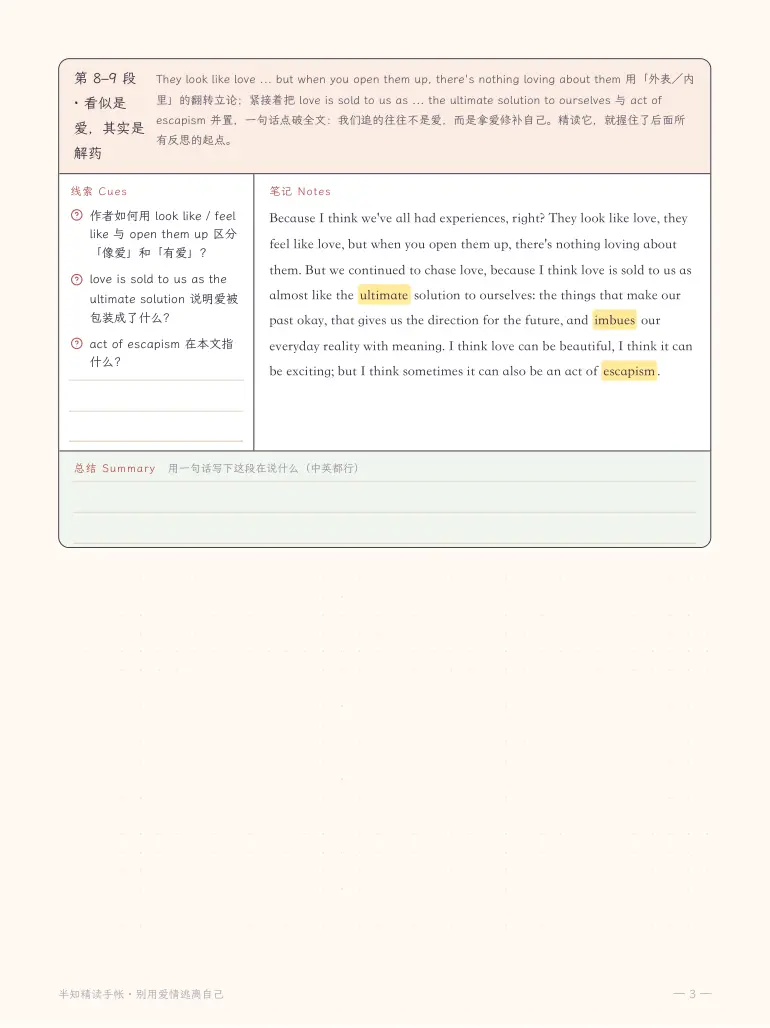 第 8–9 段
· 看似是
爱，其实是
解药
They look like love ... but when you open them up, there's nothing loving about them 用「外表／内
里」的翻转立论；紧接着把 love is sold to us as ... the ultimate solution to ourselves 与 act of
escapism 并置，一句话点破全文：我们追的往往不是爱，而是拿爱修补自己。精读它，就握住了后面所
有反思的起点。
线索 Cues
作者如何用 look like / feel
like 与 open them up 区分
「像爱」和「有爱」？
love is sold to us as the
ultimate solution 说明爱被
包装成了什么？
act of escapism 在本文指
什么？
笔记 Notes
Because I think we've all had experiences, right? They look like love, they
feel like love, but when you open them up, there's nothing loving about
them. But we continued to chase love, because I think love is sold to us as
almost like the ultimate solution to ourselves: the things that make our
past okay, that gives us the direction for the future, and imbues our
everyday reality with meaning. I think love can be beautiful, I think it can
be exciting; but I think sometimes it can also be an act of escapism.
总结 Summary 用一句话写下这段在说什么（中英都行）
半知精读手帐 · 别用爱情逃离自己
— 3 —